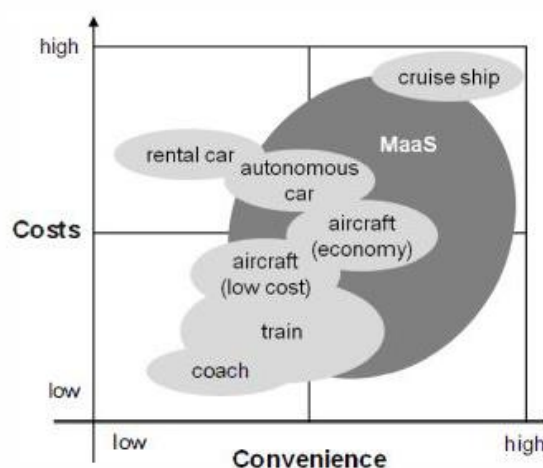 high
cruise ship
MaaS
rental car
autonomous
car
Costs
aircraft
(economy)
aircraft
(low cost)
train
coach
low
low
high
Convenience